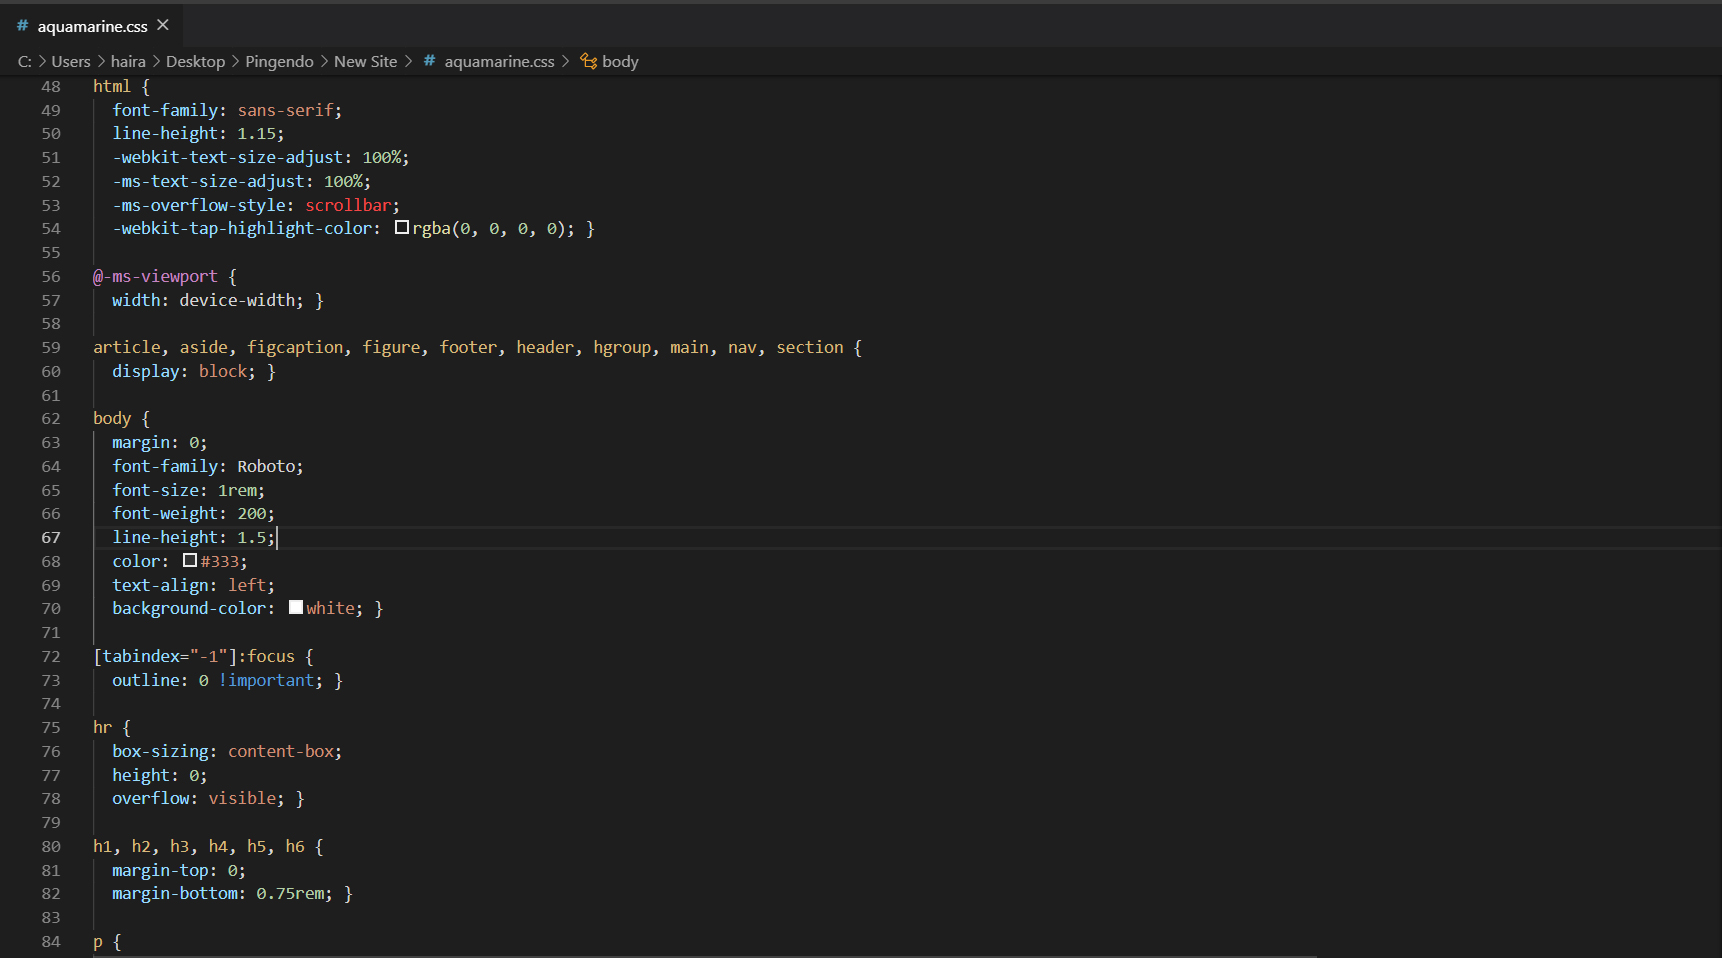 # aquamarine.css ×
C: > Users > haira > Desktop > Pingendo > New Site > # aquamarine.css > body
48 html {
49 font-family: sans-serif;
50 line-height: 1.15;
51 -webkit-text-size-adjust: 100%;
52 -ms-text-size-adjust: 100%;
53 -ms-overflow-style: scrollbar;
54 -webkit-tap-highlight-color: rgba(0, 0, 0, 0); }
55
56 @-ms-viewport {
57 width: device-width; }
58
59 article, aside, figcaption, figure, footer, header, hgroup, main, nav, section {
60 display: block; }
61
62 body {
63 margin: 0;
64 font-family: Roboto;
65 font-size: 1rem;
66 font-weight: 200;
67 line-height: 1.5;
68 color: #333;
69 text-align: left;
70 background-color: white; }
71
72 [tabindex="-1"]:focus {
73 outline: 0 !important; }
74
75 hr {
76 box-sizing: content-box;
77 height: 0;
78 overflow: visible; }
79
80 h1, h2, h3, h4, h5, h6 {
81 margin-top: 0;
82 margin-bottom: 0.75rem; }
83
84 p {